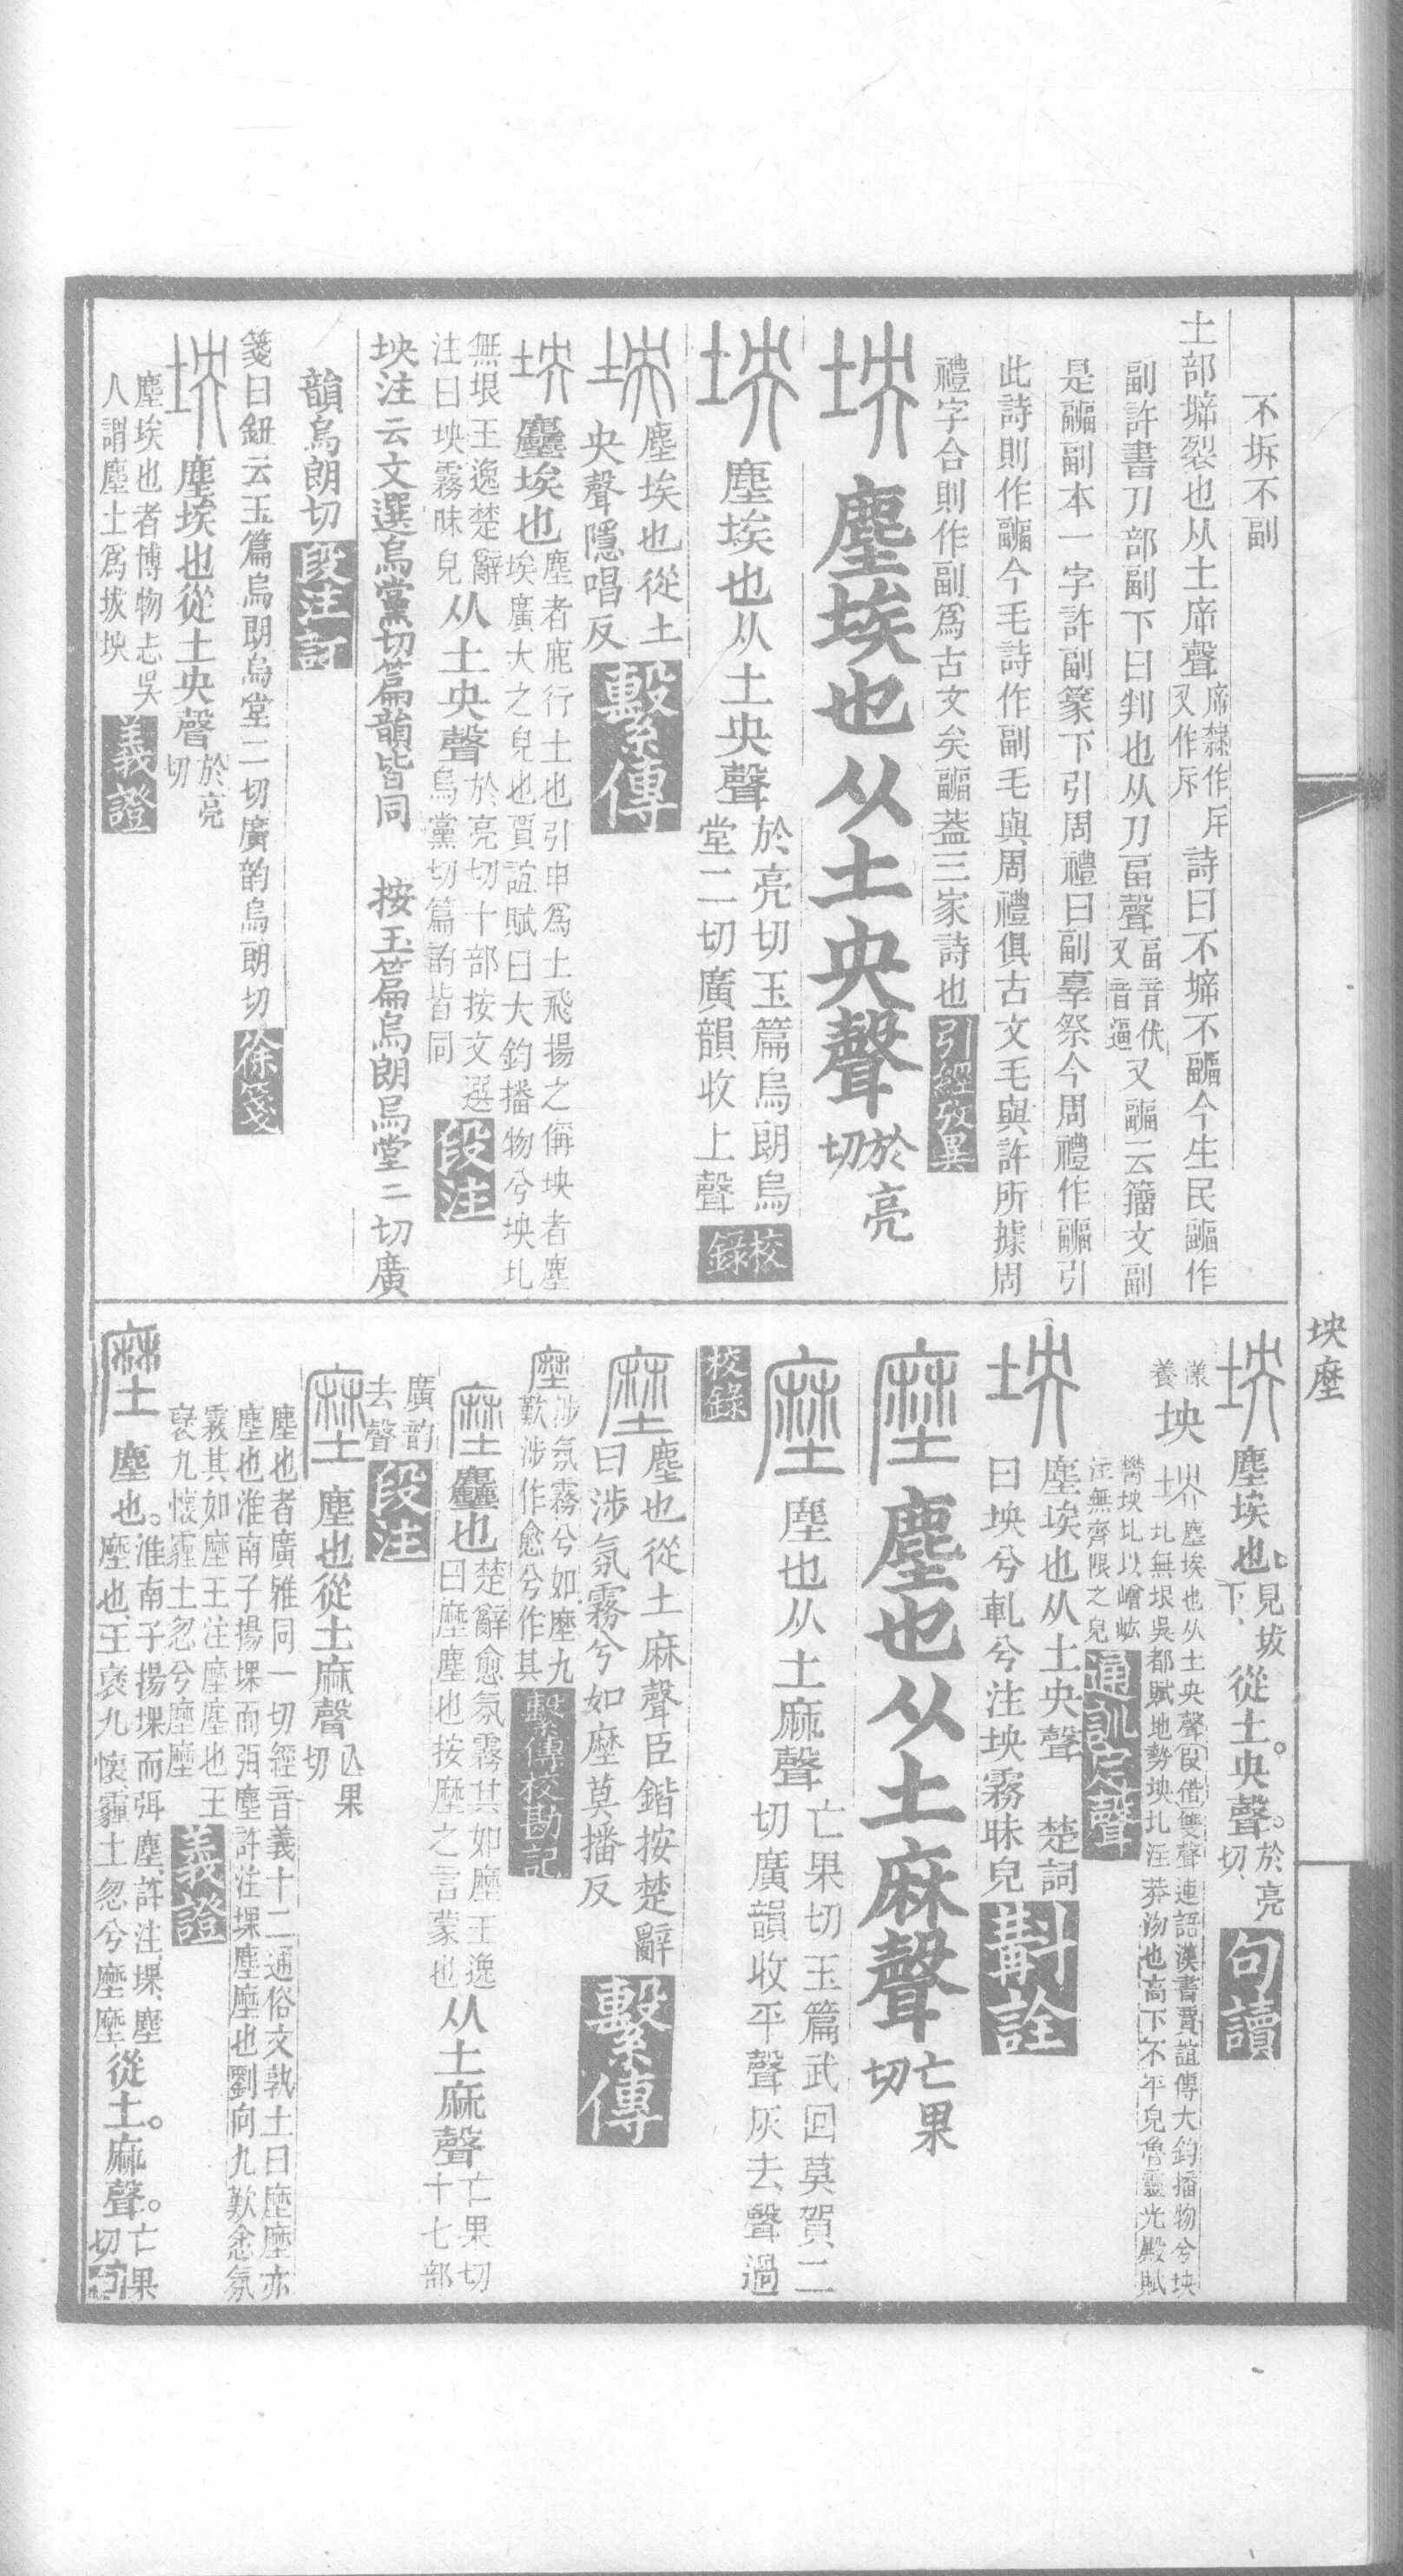 不坼不副
土部㙤裂也从土㡿聲㡿隸作斥又作斥詩曰不㙤不疈今生民疈作
副許書刀部副下曰判也从刀畐聲畐音伏又音逼又疈云籒文副
是疈副本一字許副篆下引周禮曰副辜祭今周禮作疈引
此詩則作疈今毛詩作副毛與周禮俱古文毛與許所據周
禮字合則作副爲古文矣疈葢三家詩也引經攷異
坱塵埃也从土央聲於亮切
坱塵埃也从土央聲於亮切玉篇烏朗烏
堂二切廣韻收上聲校錄
坱塵埃也從土
央聲隱唱反繫傳
坱塵埃也塵者鹿行土也引申爲土飛揚之偁坱者塵
埃廣大之皃也賈誼賦曰大鈞播物兮坱圠
無垠王逸楚辭
注曰坱霧昧皃从土央聲於亮切十部按文選
烏黨切篇韵皆同段注
坱注云文選烏黨切篇韻皆同 按玉篇烏朗烏堂二切廣
韻烏朗切段注訂
箋曰鈕云玉篇烏朗烏堂二切廣韵烏朗切徐箋
坱塵埃也從土央聲於亮切
塵埃也者博物志吳
人謂塵土爲坺坱義證
坱塵埃也見坺下從土。央聲。於亮切句讀
漾養坱塵埃也从土央聲叚借雙聲連語漢書賈誼傳大鈞播物兮坱
圠無垠吳都賦地勢坱圠注莽沕也高下不平皃魯靈光殿賦
𡾋坱圠以嶒㟅
注無齊限之皃通訓定聲
坱塵埃也从土央聲 楚詞
曰坱兮軋兮注坱霧昧皃斠詮
塺塵也从土麻聲亡果切
塺塵也从土麻聲亡果切玉篇武回莫賀二
切廣韻收平聲灰去聲過
校錄
塺塵也從土麻聲臣鍇按楚辭
曰涉氛霧兮如塺莫播反繫傳
塺涉氛霧兮如塺九
歎涉作愈兮作其繫傳校勘記
塺塵也楚辭愈氛霧其如塺王逸
曰塺塵也按塺之言蒙也从土麻聲亡果切
十七部
廣韵
去聲段注
塺塵也從土麻聲亾果切
塵也者廣雅同一切經音義十二通俗文㪍土曰塺塺亦
塵也淮南子揚堁而弭塵許注堁塵塺也劉向九歎悆氛
霧其如塺王注塺塵也王
裦九懷霾土忽兮塺塺義證
塺塵也。淮南子揚堁而弭塵、許注、堁、塵
塺也、王裦九懷、霾土忽兮塺塺、從土。麻聲。亡果切句
坱塺